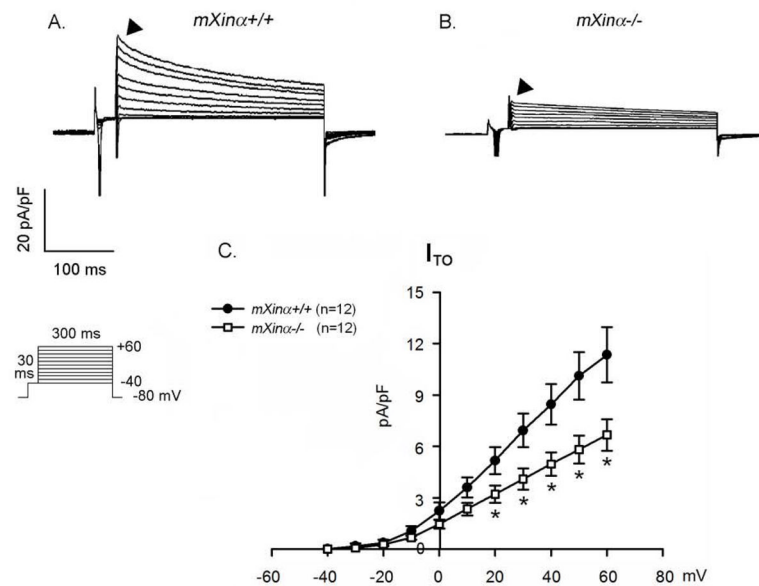 A.
mXinα+/+
B.
mXinα-/-
20 pA/pF
100 ms
300 ms
30 ms
+60
-40
-80 mV
C.
I_TO
mXinα+/+ (n=12)
mXinα-/- (n=12)
pA/pF
15
12
9
6
3
0
* * * * *
-60 -40 -20 0 20 40 60 80 mV